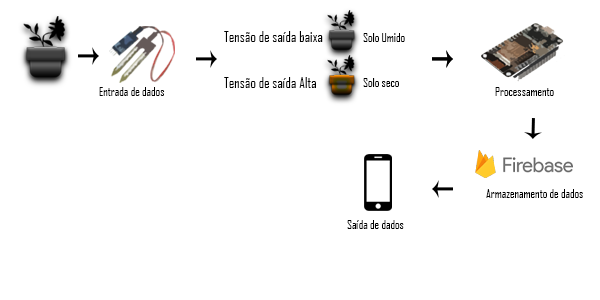 Tensão de saída baixa
Solo Umido
Tensão de saída Alta
Solo seco
Entrada de dados
Processamento
Firebase
Armazenamento de dados
Saída de dados